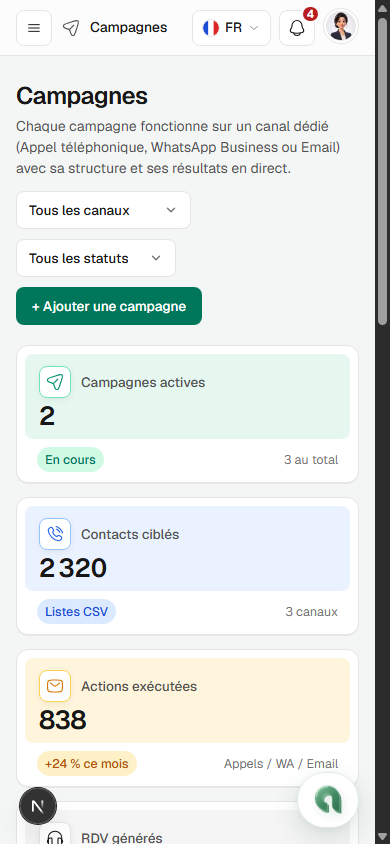 Campagnes
FR
4
Campagnes
Chaque campagne fonctionne sur un canal dédié
(Appel téléphonique, WhatsApp Business ou Email)
avec sa structure et ses résultats en direct.
Tous les canaux
Tous les statuts
+ Ajouter une campagne
Campagnes actives
2
En cours
3 au total
Contacts ciblés
2 320
Listes CSV
3 canaux
Actions exécutées
838
+24 % ce mois
Appels / WA / Email
N
RDV générés